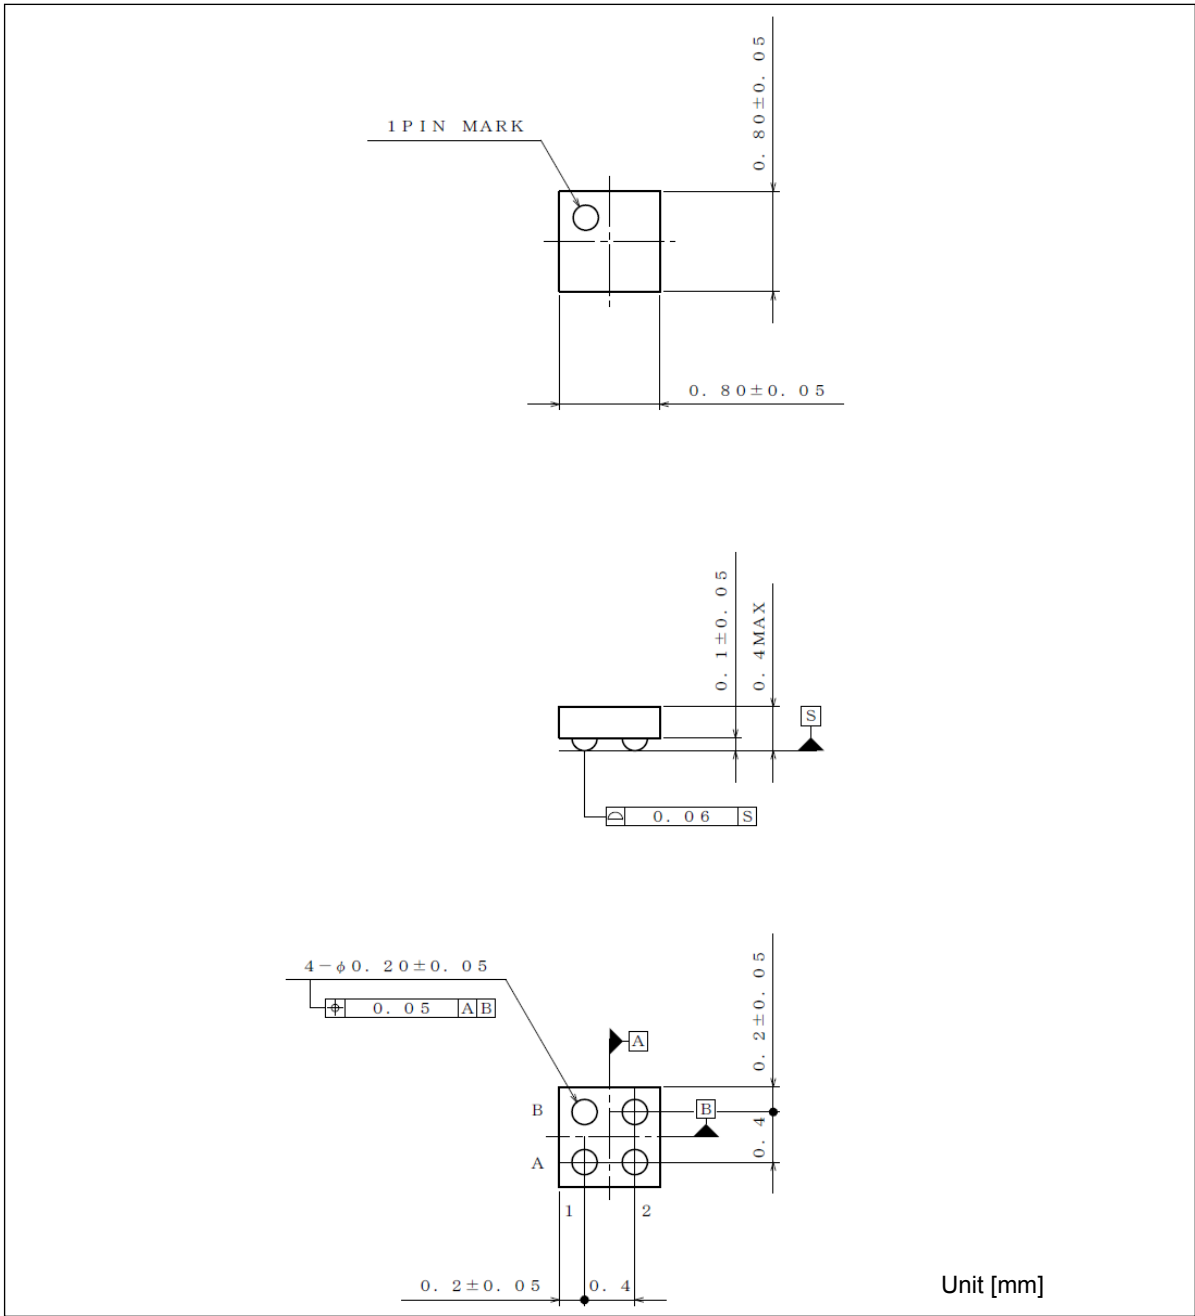 0. 80±0. 05
1PIN MARK
0. 80±0. 05
0. 1±0. 05
0. 4MAX
S
0. 06 S
4－φ0. 20±0. 05
0. 05 A B
0. 2±0. 05
A
B
B
0. 4
A
1 2
0. 2±0. 05 0. 4
Unit [mm]